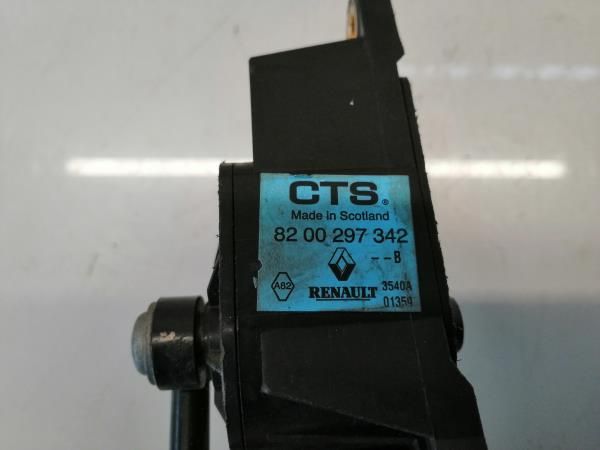 CTS®
Made in Scotland
82 00 297 342
--B
A82 RENAULT 3540A
01359